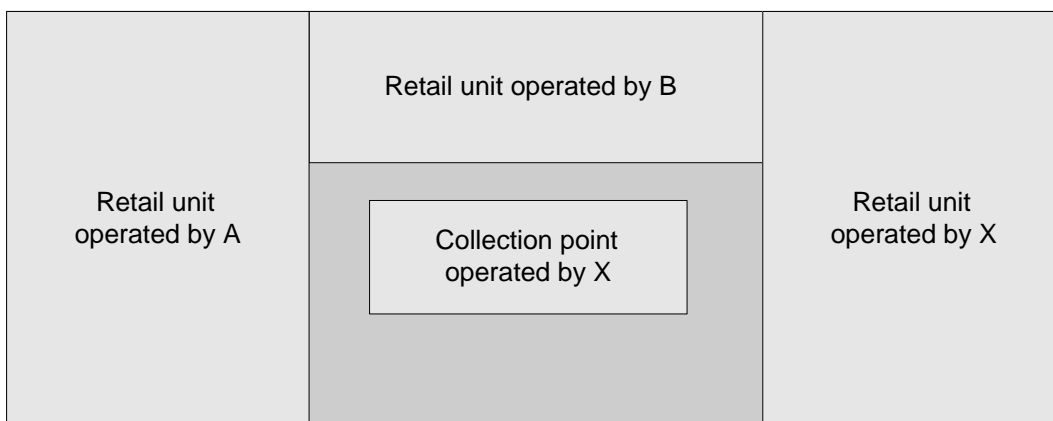 Retail unit operated by B
Retail unit
operated by A
Collection point
operated by X
Retail unit
operated by X